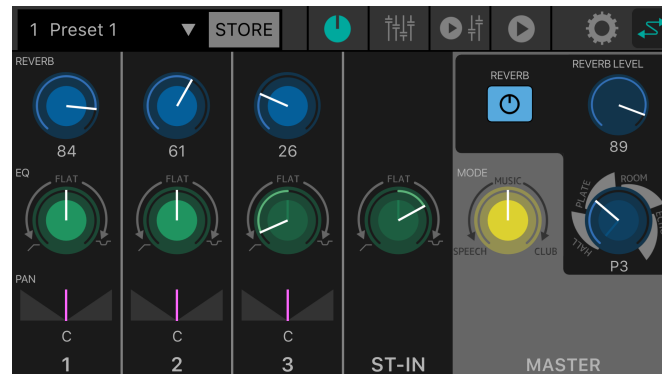 1 Preset 1 ▼ STORE
REVERB
84
61
26
REVERB
REVERB LEVEL
89
EQ
FLAT
FLAT
FLAT
FLAT
MODE
MUSIC
SPEECH
CLUB
HALL
PLATE
ROOM
P3
PAN
C
C
C
1
2
3
ST-IN
MASTER